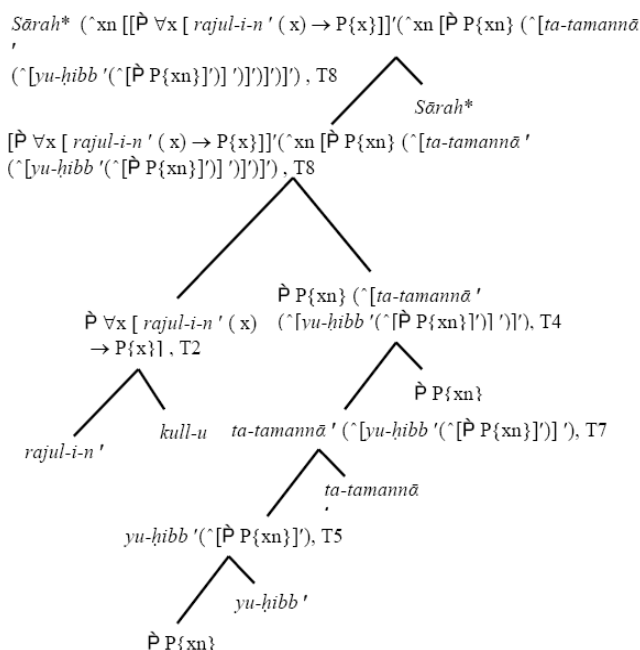 Sārah* (ˆxn [[P̀ ∀x [ rajul-i-n ′ ( x) → P{x}]]′(ˆxn [P̀ P{xn} (ˆ[ta-tamannā
′
(ˆ[yu-ḥibb ′(ˆ[P̀ P{xn}]′)] ′)]′)]′)]′) , T8
Sārah*
[P̀ ∀x [ rajul-i-n ′ ( x) → P{x}]]′(ˆxn [P̀ P{xn} (ˆ[ta-tamannā ′
(ˆ[yu-ḥibb ′(ˆ[P̀ P{xn}]′)] ′)]′)]′) , T8
P̀ ∀x [ rajul-i-n ′ ( x)
→ P{x}] , T2
P̀ P{xn} (ˆ[ta-tamannā ′
(ˆ[yu-ḥibb ′(ˆ[P̀ P{xn}]′)] ′)]′), T4
rajul-i-n ′
kull-u
P̀ P{xn}
ta-tamannā ′ (ˆ[yu-ḥibb ′(ˆ[P̀ P{xn}]′)] ′), T7
yu-ḥibb ′(ˆ[P̀ P{xn}]′), T5
ta-tamannā
′
P̀ P{xn}
yu-ḥibb ′